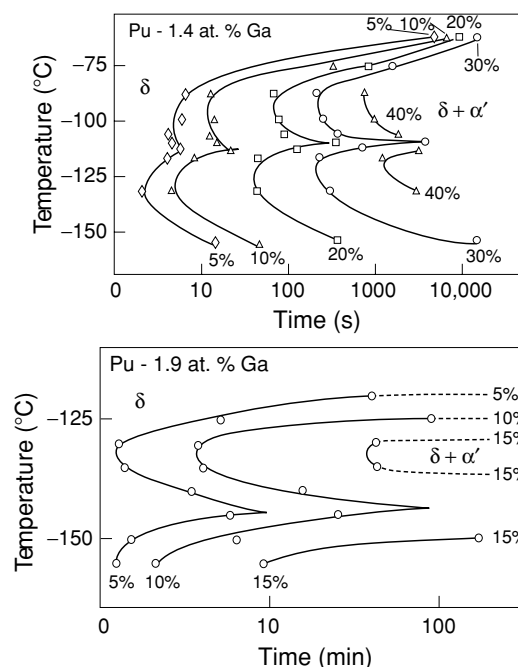 Pu - 1.4 at. % Ga
5% 10% 20%
30%
δ
δ + α′
40%
40%
5% 10% 20% 30%
−75
−100
−125
−150
Temperature (°C)
0 10 100 1000 10,000
Time (s)
Pu - 1.9 at. % Ga
δ
5%
10%
15%
δ + α′
15%
15%
5% 10% 15%
−125
−150
Temperature (°C)
0 10 100
Time (min)